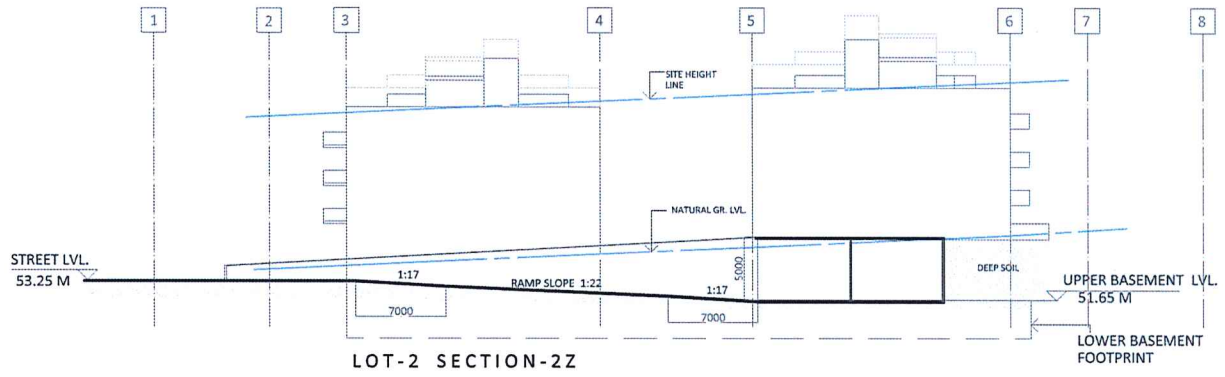 1 2 3 4 5 6 7 8
SITE HEIGHT
LINE
NATURAL GR. LVL.
STREET LVL.
53.25 M
1:17
RAMP SLOPE 1:22
1:17
5000
DEEP SOIL
UPPER BASEMENT LVL.
51.65 M
7000
7000
LOWER BASEMENT
FOOTPRINT
LOT-2 SECTION-2Z